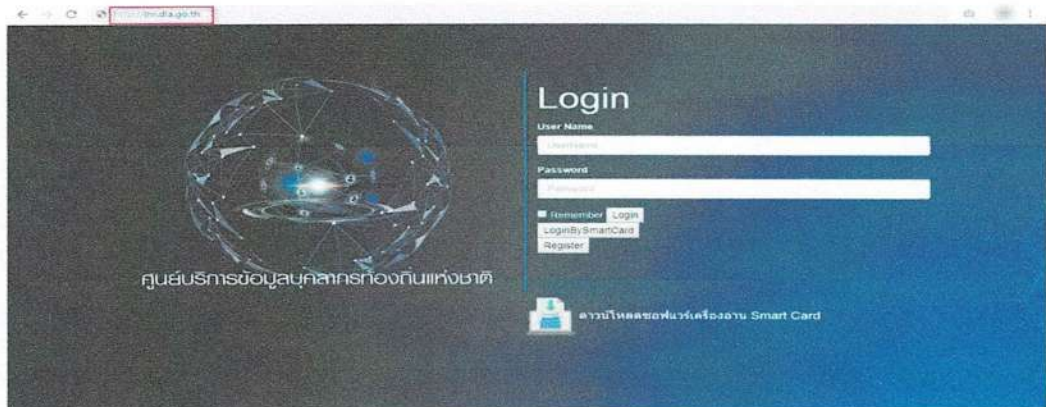 Login
User Name
UserName
Password
Password
Remember Login
LoginBySmartCard
Register
ศูนย์บริการข้อมูลบุคลากรท้องถิ่นแห่งชาติ
ดาวน์โหลดซอฟแวร์เครื่องอ่าน Smart Card